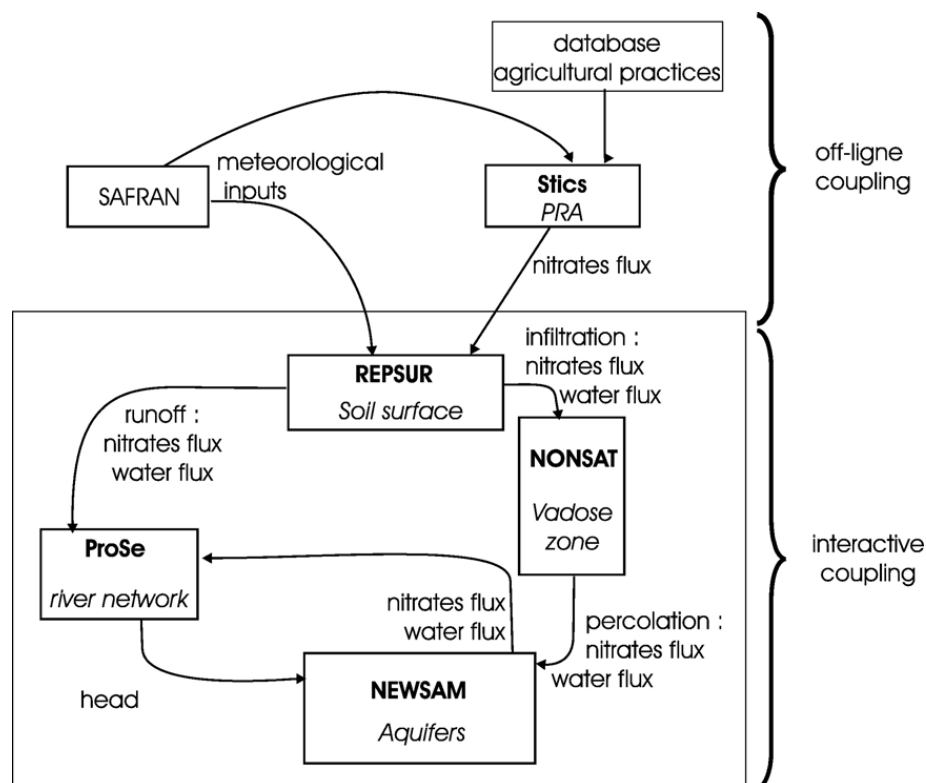 database
agricultural practices
meteorological
inputs
SAFRAN
Stics
PRA
off-ligne
coupling
nitrates flux
REPSUR
Soil surface
infiltration :
nitrates flux
water flux
runoff :
nitrates flux
water flux
NONSAT
Vadose
zone
ProSe
river network
interactive
coupling
nitrates flux
water flux
percolation :
nitrates flux
water flux
head
NEWSAM
Aquifers